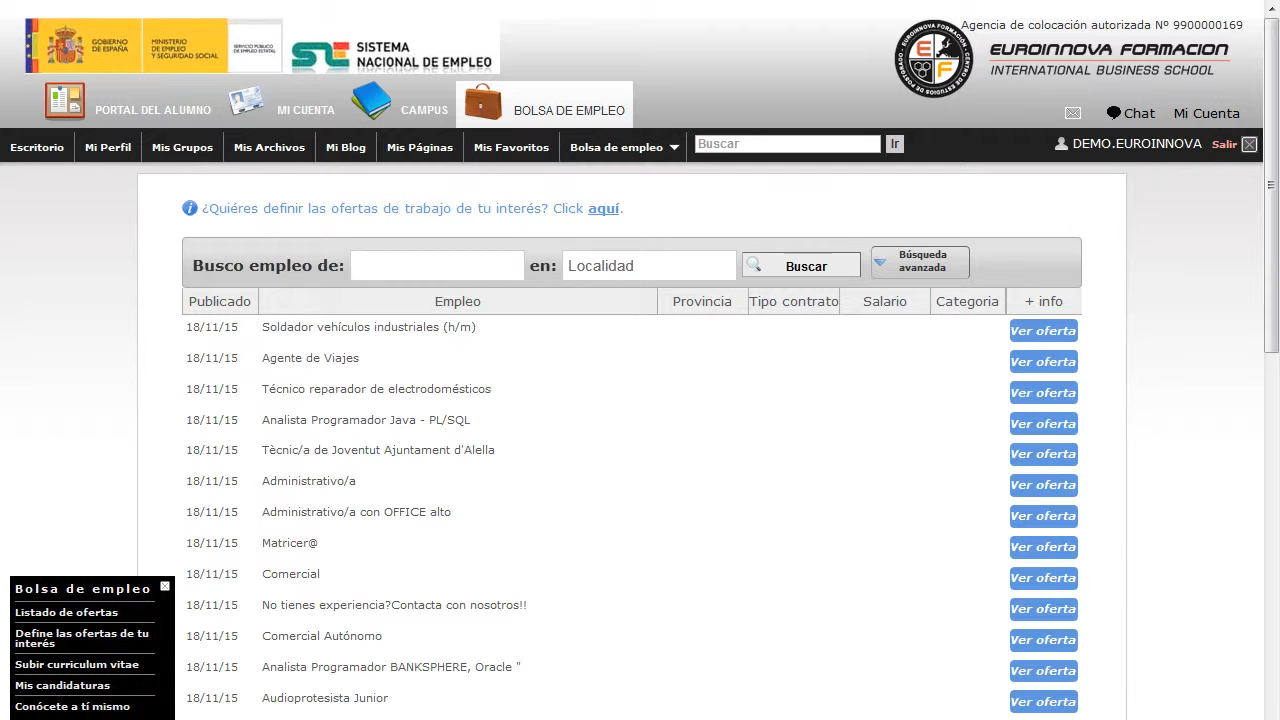 GOBIERNO DE ESPAÑA
MINISTERIO DE EMPLEO Y SEGURIDAD SOCIAL
SERVICIO PÚBLICO DE EMPLEO ESTATAL
SISTEMA NACIONAL DE EMPLEO
Agencia de colocación autorizada Nº 9900000169
EUROINNOVA FORMACIÓN · CENTRO DE ESTUDIOS DE POSTGRADO
E F
EUROINNOVA FORMACION
INTERNATIONAL BUSINESS SCHOOL
PORTAL DEL ALUMNO
MI CUENTA
CAMPUS
BOLSA DE EMPLEO
Chat
Mi Cuenta
Escritorio
Mi Perfil
Mis Grupos
Mis Archivos
Mi Blog
Mis Páginas
Mis Favoritos
Bolsa de empleo
Buscar
Ir
DEMO.EUROINNOVA
Salir
¿Quiéres definir las ofertas de trabajo de tu interés? Click aquí.
Busco empleo de:
en:
Localidad
Buscar
Búsqueda avanzada
Publicado Empleo Provincia Tipo contrato Salario Categoria + info
18/11/15 Soldador vehículos industriales (h/m) Ver oferta
18/11/15 Agente de Viajes Ver oferta
18/11/15 Técnico reparador de electrodomésticos Ver oferta
18/11/15 Analista Programador Java - PL/SQL Ver oferta
18/11/15 Tècnic/a de Joventut Ajuntament d'Alella Ver oferta
18/11/15 Administrativo/a Ver oferta
18/11/15 Administrativo/a con OFFICE alto Ver oferta
18/11/15 Matricer@ Ver oferta
18/11/15 Comercial Ver oferta
18/11/15 No tienes experiencia?Contacta con nosotros!! Ver oferta
18/11/15 Comercial Autónomo Ver oferta
18/11/15 Analista Programador BANKSPHERE, Oracle " Ver oferta
18/11/15 Audioprotesista Junior Ver oferta
Bolsa de empleo
Listado de ofertas
Define las ofertas de tu
interés
Subir curriculum vitae
Mis candidaturas
Conócete a tí mismo